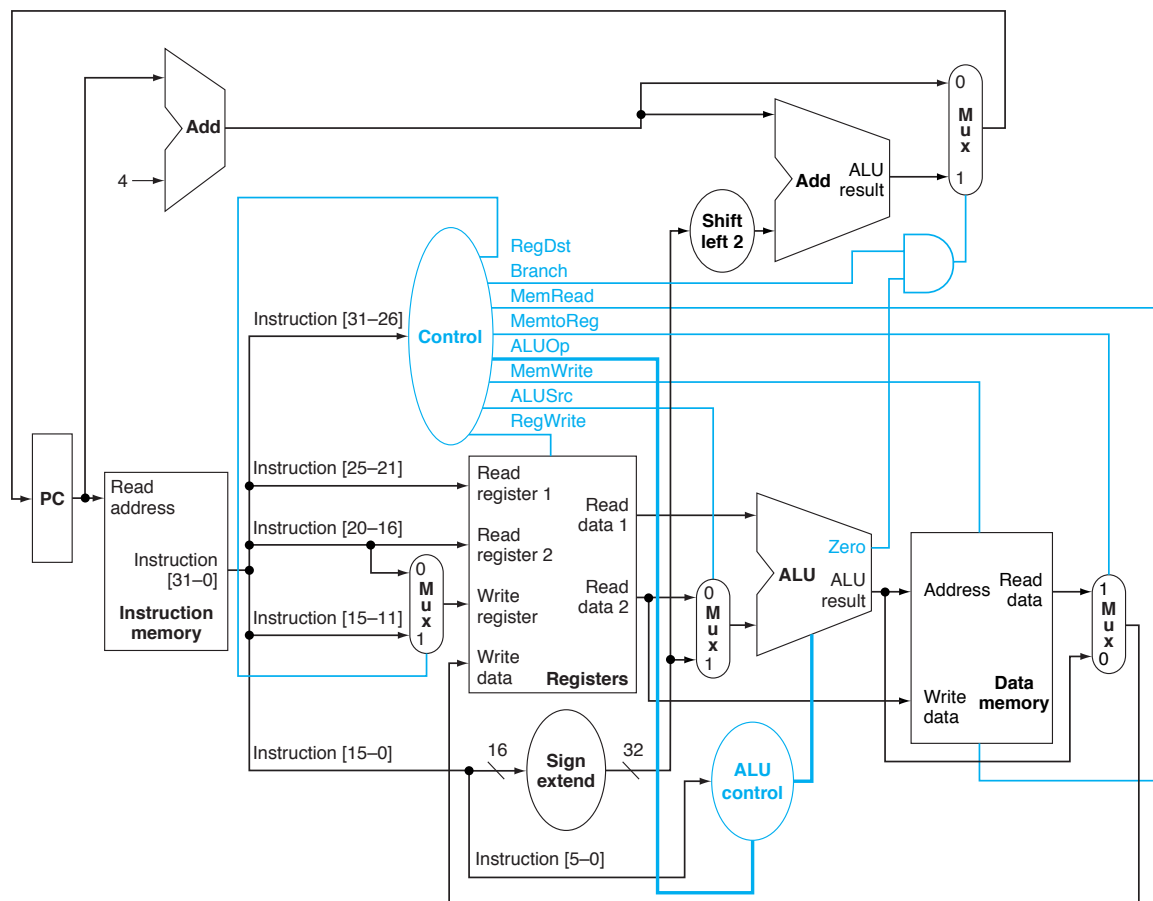 Add
4
0
M
u
x
1
Add
ALU
result
Shift
left 2
RegDst
Branch
MemRead
MemtoReg
ALUOp
MemWrite
ALUSrc
RegWrite
Control
Instruction [31–26]
Instruction [25–21]
Instruction [20–16]
Instruction [15–11]
Instruction [15–0]
Instruction [5–0]
PC
Read
address
Instruction
[31–0]
Instruction
memory
0
M
u
x
1
Read
register 1
Read
register 2
Write
register
Write
data
Read
data 1
Read
data 2
Registers
0
M
u
x
1
Zero
ALU
ALU
result
Address
Read
data
Write
data
Data
memory
1
M
u
x
0
16
Sign
extend
32
ALU
control